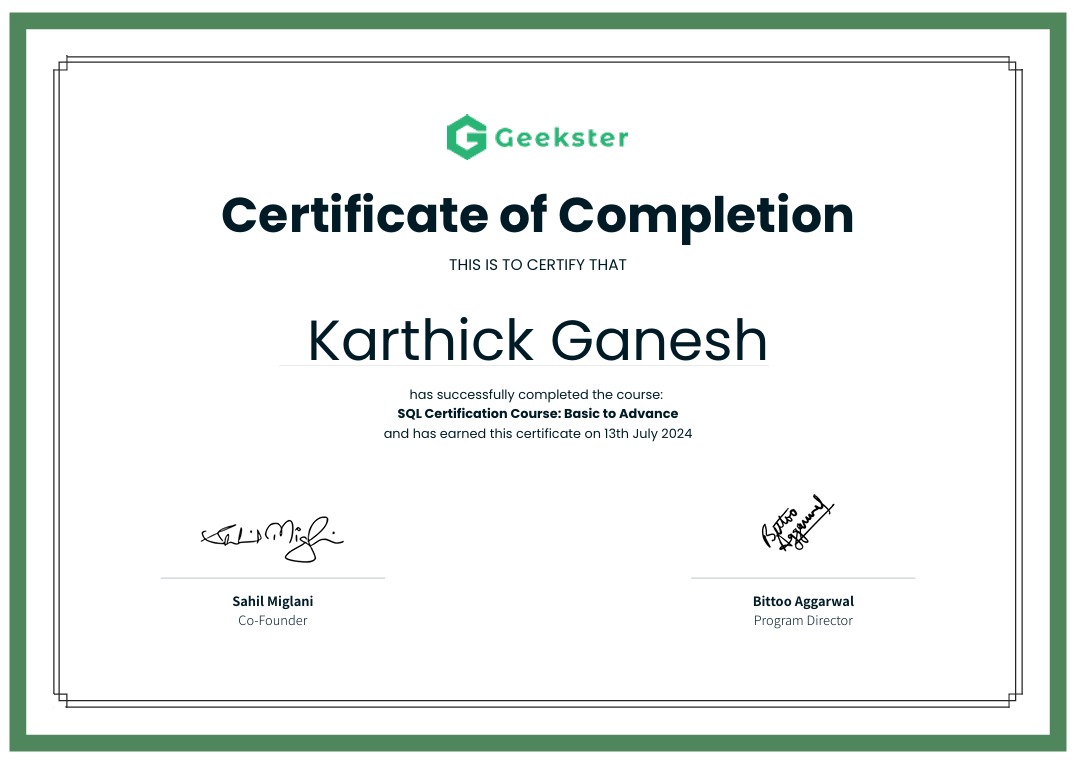 Geekster
Certificate of Completion
THIS IS TO CERTIFY THAT
Karthick Ganesh
has successfully completed the course:
SQL Certification Course: Basic to Advance
and has earned this certificate on 13th July 2024
Sahil Miglani
Bittoo
Aggarwal
Sahil Miglani
Co-Founder
Bittoo Aggarwal
Program Director